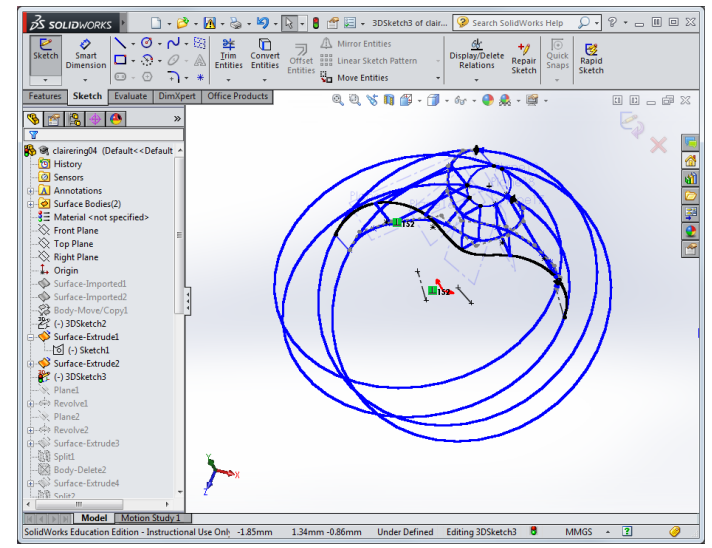 SOLIDWORKS
3DSketch3 of clair...
Search SolidWorks Help
Sketch
Smart Dimension
Trim Entities
Convert Entities
Offset Entities
Mirror Entities
Linear Sketch Pattern
Move Entities
Display/Delete Relations
Repair Sketch
Quick Snaps
Rapid Sketch
Features Sketch Evaluate DimXpert Office Products
clairering04 (Default<<Default
History
Sensors
Annotations
Surface Bodies(2)
Material <not specified>
Front Plane
Top Plane
Right Plane
Origin
Surface-Imported1
Surface-Imported2
Body-Move/Copy1
(-) 3DSketch2
Surface-Extrude1
(-) Sketch1
Surface-Extrude2
(-) 3DSketch3
Plane1
Revolve1
Plane2
Revolve2
Surface-Extrude3
Split1
Body-Delete2
Surface-Extrude4
Split2
152
152
Y
X
Z
Model Motion Study 1
SolidWorks Education Edition - Instructional Use Onl -1.85mm 1.34mm -0.86mm Under Defined Editing 3DSketch3 MMGS